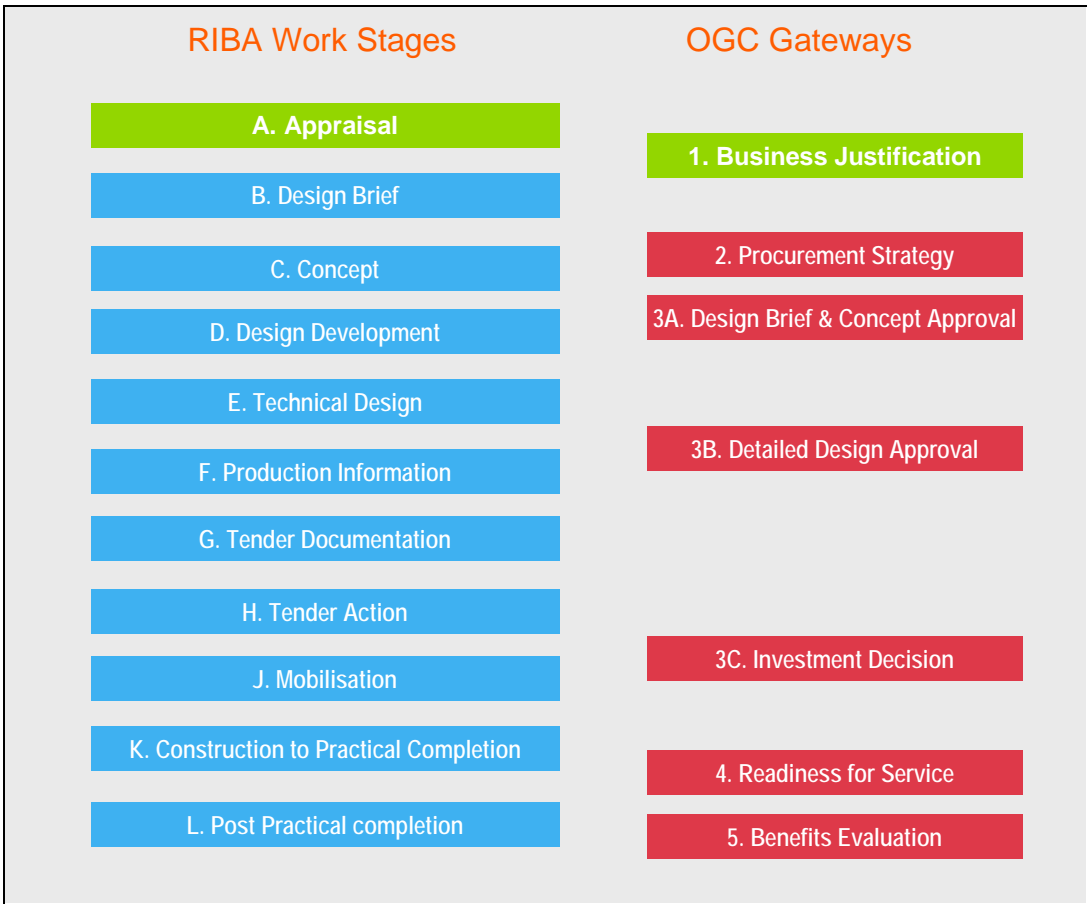 RIBA Work Stages
OGC Gateways
A. Appraisal
1. Business Justification
B. Design Brief
2. Procurement Strategy
C. Concept
3A. Design Brief & Concept Approval
D. Design Development
E. Technical Design
3B. Detailed Design Approval
F. Production Information
G. Tender Documentation
H. Tender Action
3C. Investment Decision
J. Mobilisation
K. Construction to Practical Completion
4. Readiness for Service
L. Post Practical completion
5. Benefits Evaluation